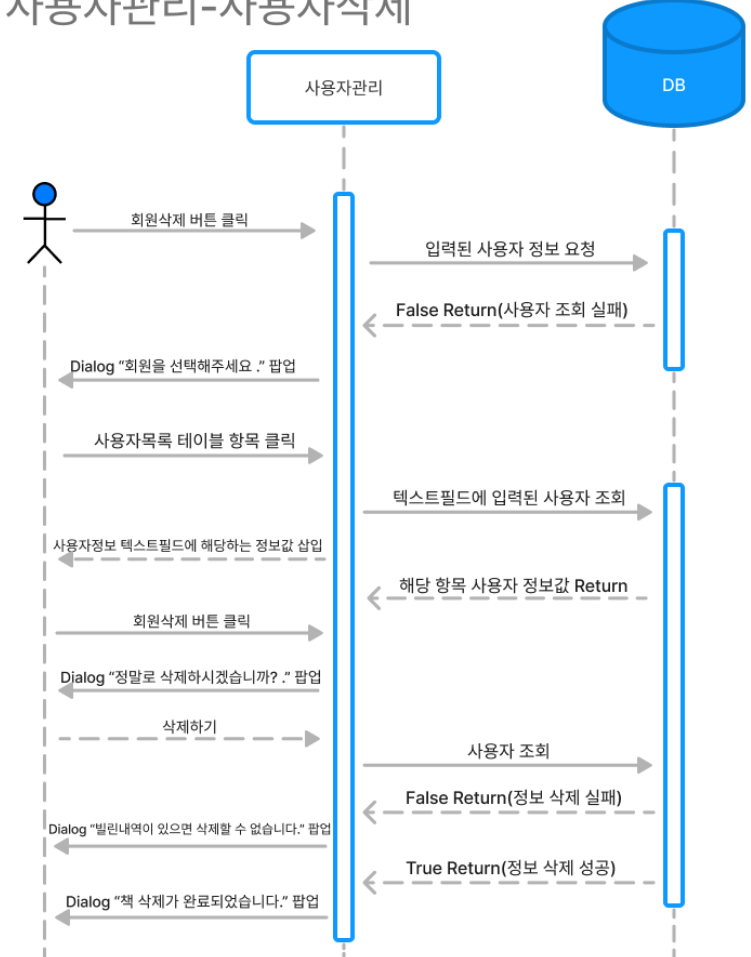 사용자관리-사용자삭제
사용자관리
DB
회원삭제 버튼 클릭
입력된 사용자 정보 요청
False Return(사용자 조회 실패)
Dialog “회원을 선택해주세요 .” 팝업
사용자목록 테이블 항목 클릭
텍스트필드에 입력된 사용자 조회
사용자정보 텍스트필드에 해당하는 정보값 삽입
해당 항목 사용자 정보값 Return
회원삭제 버튼 클릭
Dialog “정말로 삭제하시겠습니까? .” 팝업
삭제하기
사용자 조회
False Return(정보 삭제 실패)
Dialog “빌린내역이 있으면 삭제할 수 없습니다.” 팝업
True Return(정보 삭제 성공)
Dialog “책 삭제가 완료되었습니다.” 팝업